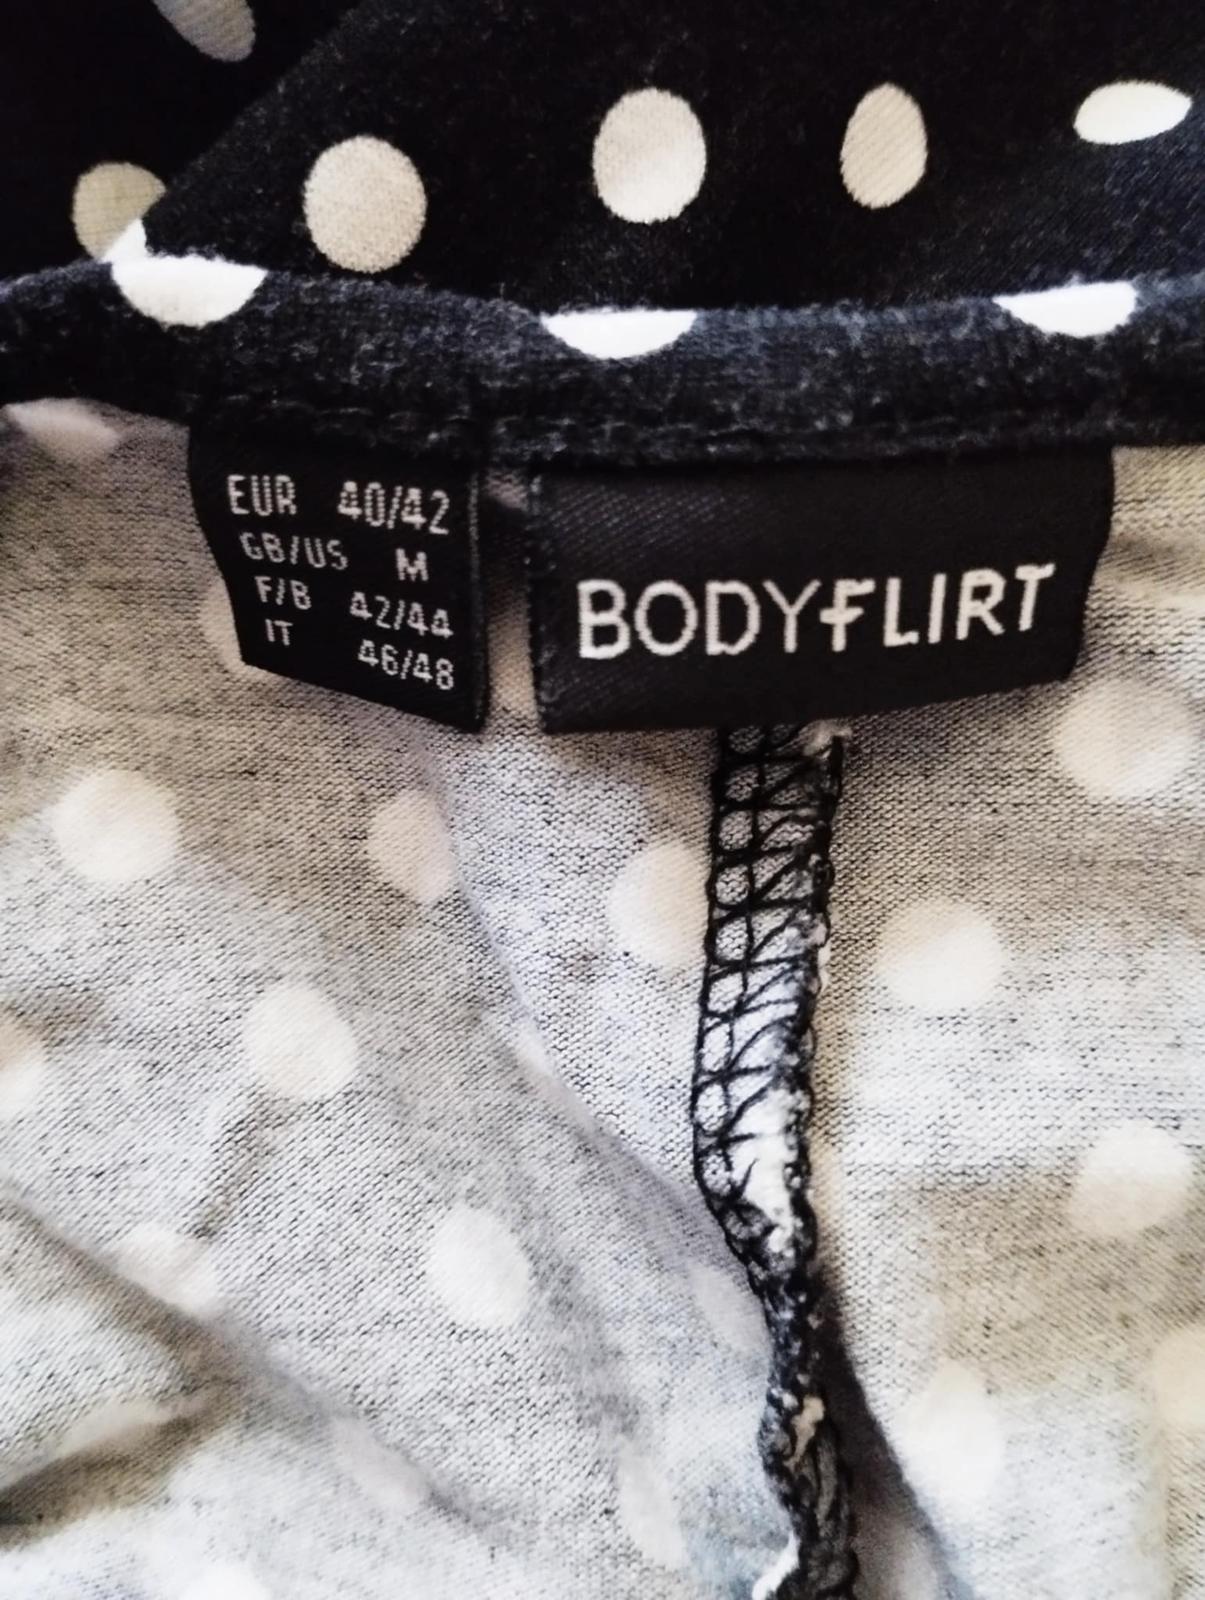 EUR 40/42
GB/US M
F/B 42/44
IT 46/48
BODYFLIRT